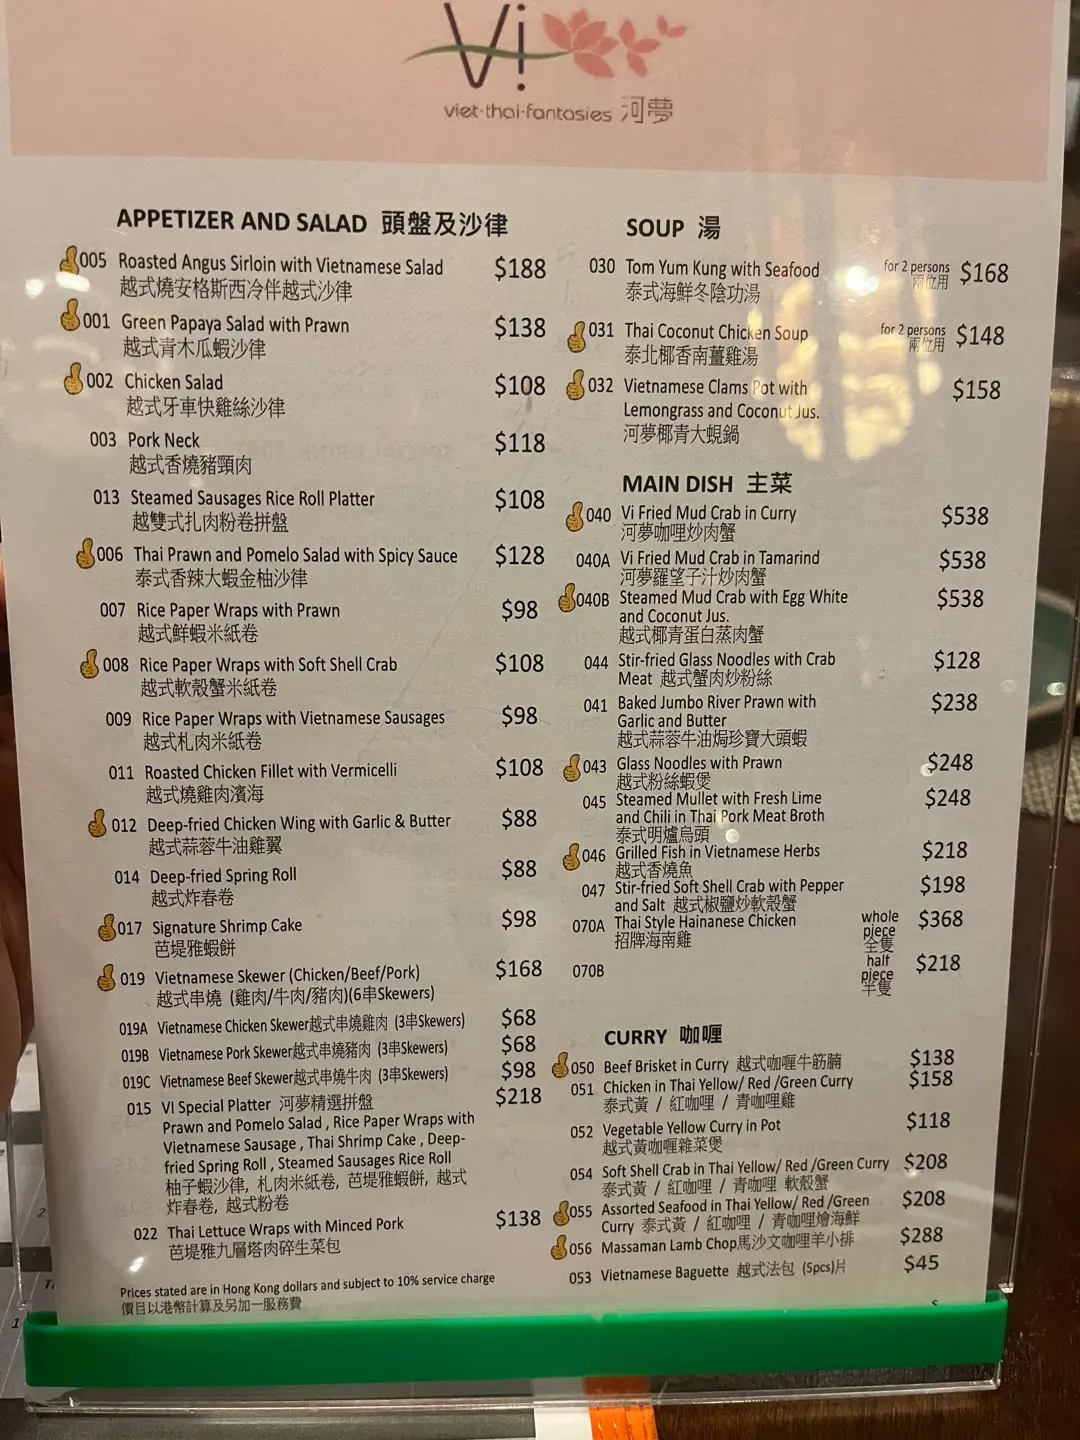 Vi
viet·thai·fantasies 河夢
APPETIZER AND SALAD 頭盤及沙律
005 Roasted Angus Sirloin with Vietnamese Salad $188
越式燒安格斯西冷伴越式沙律
001 Green Papaya Salad with Prawn $138
越式青木瓜蝦沙律
002 Chicken Salad $108
越式牙車快雞絲沙律
003 Pork Neck $118
越式香燒豬頸肉
013 Steamed Sausages Rice Roll Platter $108
越雙式扎肉粉卷拼盤
006 Thai Prawn and Pomelo Salad with Spicy Sauce $128
泰式香辣大蝦金柚沙律
007 Rice Paper Wraps with Prawn $98
越式鮮蝦米紙卷
008 Rice Paper Wraps with Soft Shell Crab $108
越式軟殼蟹米紙卷
009 Rice Paper Wraps with Vietnamese Sausages $98
越式札肉米紙卷
011 Roasted Chicken Fillet with Vermicelli $108
越式燒雞肉濱海
012 Deep-fried Chicken Wing with Garlic & Butter $88
越式蒜蓉牛油雞翼
014 Deep-fried Spring Roll $88
越式炸春卷
017 Signature Shrimp Cake $98
芭堤雅蝦餅
019 Vietnamese Skewer (Chicken/Beef/Pork) $168
越式串燒 (雞肉/牛肉/豬肉)(6串Skewers)
019A Vietnamese Chicken Skewer越式串燒雞肉 (3串Skewers) $68
019B Vietnamese Pork Skewer越式串燒豬肉 (3串Skewers) $68
019C Vietnamese Beef Skewer越式串燒牛肉 (3串Skewers) $98
015 VI Special Platter 河夢精選拼盤 $218
Prawn and Pomelo Salad , Rice Paper Wraps with
Vietnamese Sausage , Thai Shrimp Cake , Deep-
fried Spring Roll , Steamed Sausages Rice Roll
柚子蝦沙律, 札肉米紙卷, 芭堤雅蝦餅, 越式
炸春卷, 越式粉卷
022 Thai Lettuce Wraps with Minced Pork $138
芭堤雅九層塔肉碎生菜包
Prices stated are in Hong Kong dollars and subject to 10% service charge
價目以港幣計算及另加一服務費
SOUP 湯
030 Tom Yum Kung with Seafood for 2 persons $168
泰式海鮮冬陰功湯 兩位用
031 Thai Coconut Chicken Soup for 2 persons $148
泰北椰香南薑雞湯 兩位用
032 Vietnamese Clams Pot with $158
Lemongrass and Coconut Jus.
河夢椰青大蜆鍋
MAIN DISH 主菜
040 Vi Fried Mud Crab in Curry $538
河夢咖哩炒肉蟹
040A Vi Fried Mud Crab in Tamarind $538
河夢羅望子汁炒肉蟹
040B Steamed Mud Crab with Egg White $538
and Coconut Jus.
越式椰青蛋白蒸肉蟹
044 Stir-fried Glass Noodles with Crab $128
Meat 越式蟹肉炒粉絲
041 Baked Jumbo River Prawn with $238
Garlic and Butter
越式蒜蓉牛油焗珍寶大頭蝦
043 Glass Noodles with Prawn $248
越式粉絲蝦煲
045 Steamed Mullet with Fresh Lime $248
and Chili in Thai Pork Meat Broth
泰式明爐烏頭
046 Grilled Fish in Vietnamese Herbs $218
越式香燒魚
047 Stir-fried Soft Shell Crab with Pepper $198
and Salt 越式椒鹽炒軟殼蟹
070A Thai Style Hainanese Chicken whole $368
招牌海南雞 piece
全隻
070B half $218
piece
半隻
CURRY 咖喱
050 Beef Brisket in Curry 越式咖喱牛筋腩 $138
051 Chicken in Thai Yellow/ Red /Green Curry $158
泰式黃 / 紅咖哩 / 青咖哩雞
052 Vegetable Yellow Curry in Pot $118
越式黃咖喱雜菜煲
054 Soft Shell Crab in Thai Yellow/ Red /Green Curry $208
泰式黃 / 紅咖哩 / 青咖哩 軟殼蟹
055 Assorted Seafood in Thai Yellow/ Red /Green $208
Curry 泰式黃 / 紅咖哩 / 青咖哩燴海鮮
056 Massaman Lamb Chop馬沙文咖哩羊小排 $288
053 Vietnamese Baguette 越式法包 (5pcs)片 $45